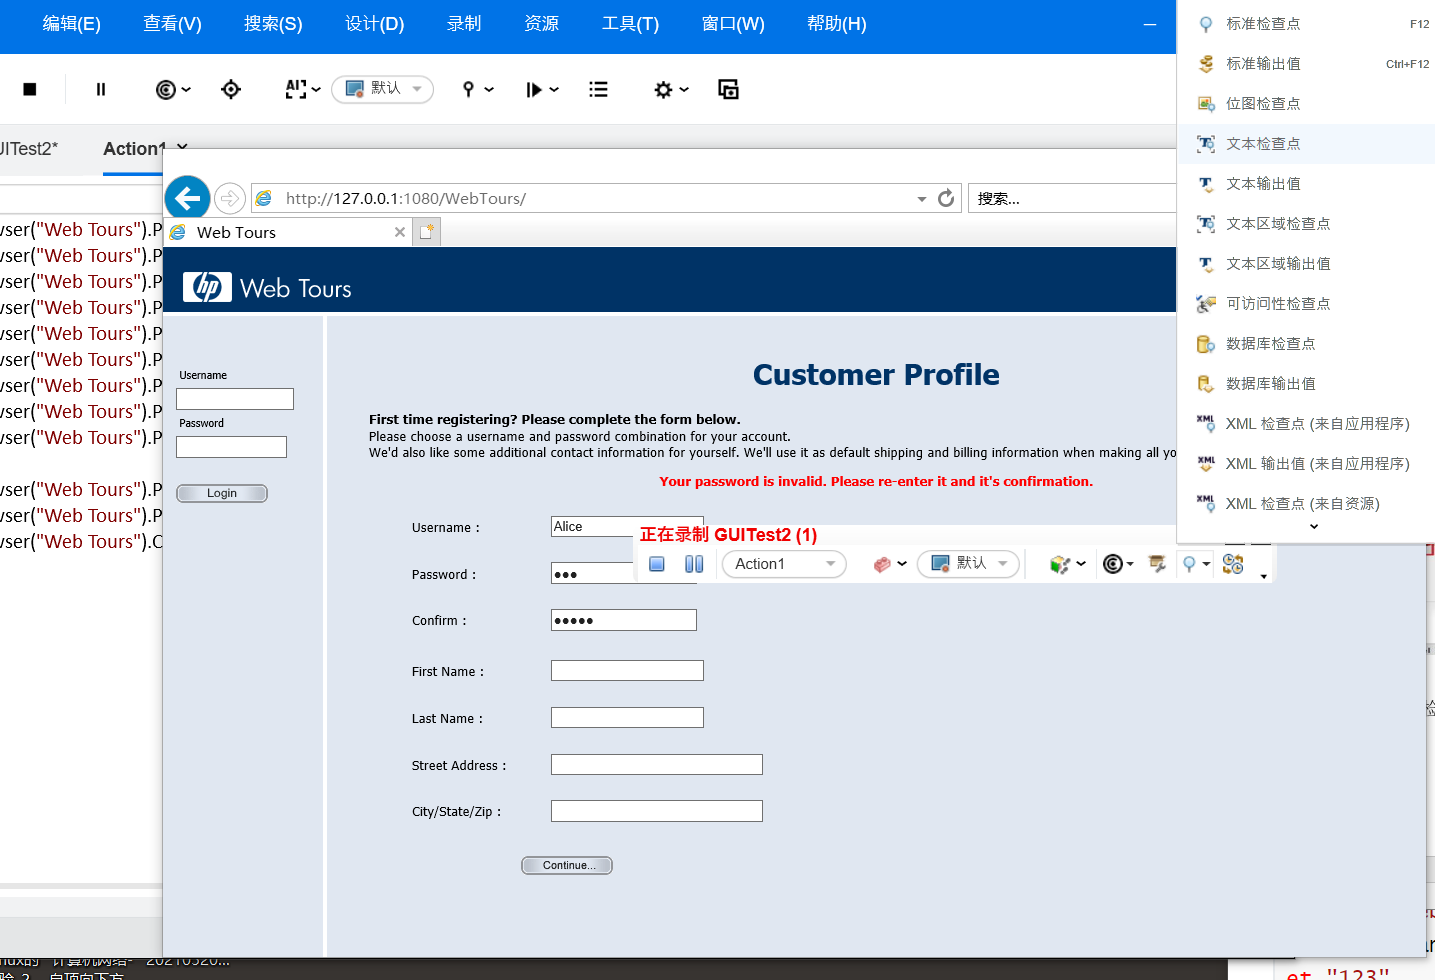 编辑(E) 查看(V) 搜索(S) 设计(D) 录制 资源 工具(T) 窗口(W) 帮助(H)
AI 默认
UITest2* Action1
http://127.0.0.1:1080/WebTours/ 搜索...
Web Tours
hp Web Tours
wser("Web Tours").P
wser("Web Tours").P
wser("Web Tours").P
wser("Web Tours").P
wser("Web Tours").P
wser("Web Tours").P
wser("Web Tours").P
wser("Web Tours").P
wser("Web Tours").P
wser("Web Tours").P
wser("Web Tours").P
wser("Web Tours").C
Username
Password
Login
Customer Profile
First time registering? Please complete the form below.
Please choose a username and password combination for your account.
We'd also like some additional contact information for yourself. We'll use it as default shipping and billing information when making all yo
Your password is invalid. Please re-enter it and it's confirmation.
Username : Alice
Password : ●●●
Confirm : ●●●●●
First Name :
Last Name :
Street Address :
City/State/Zip :
Continue...
正在录制 GUITest2 (1)
Action1 默认
标准检查点 F12
标准输出值 Ctrl+F12
位图检查点
文本检查点
文本输出值
文本区域检查点
文本区域输出值
可访问性检查点
数据库检查点
数据库输出值
XML 检查点 (来自应用程序)
XML 输出值 (来自应用程序)
XML 检查点 (来自资源)
et "123"